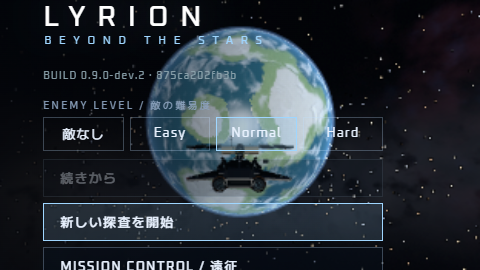 LYRION
BEYOND THE STARS
BUILD 0.9.0-dev.2 · 875ca202fb3b
ENEMY LEVEL / 敵の難易度
敵なし Easy Normal Hard
続きから
新しい探査を開始
MISSION CONTROL / 遠征